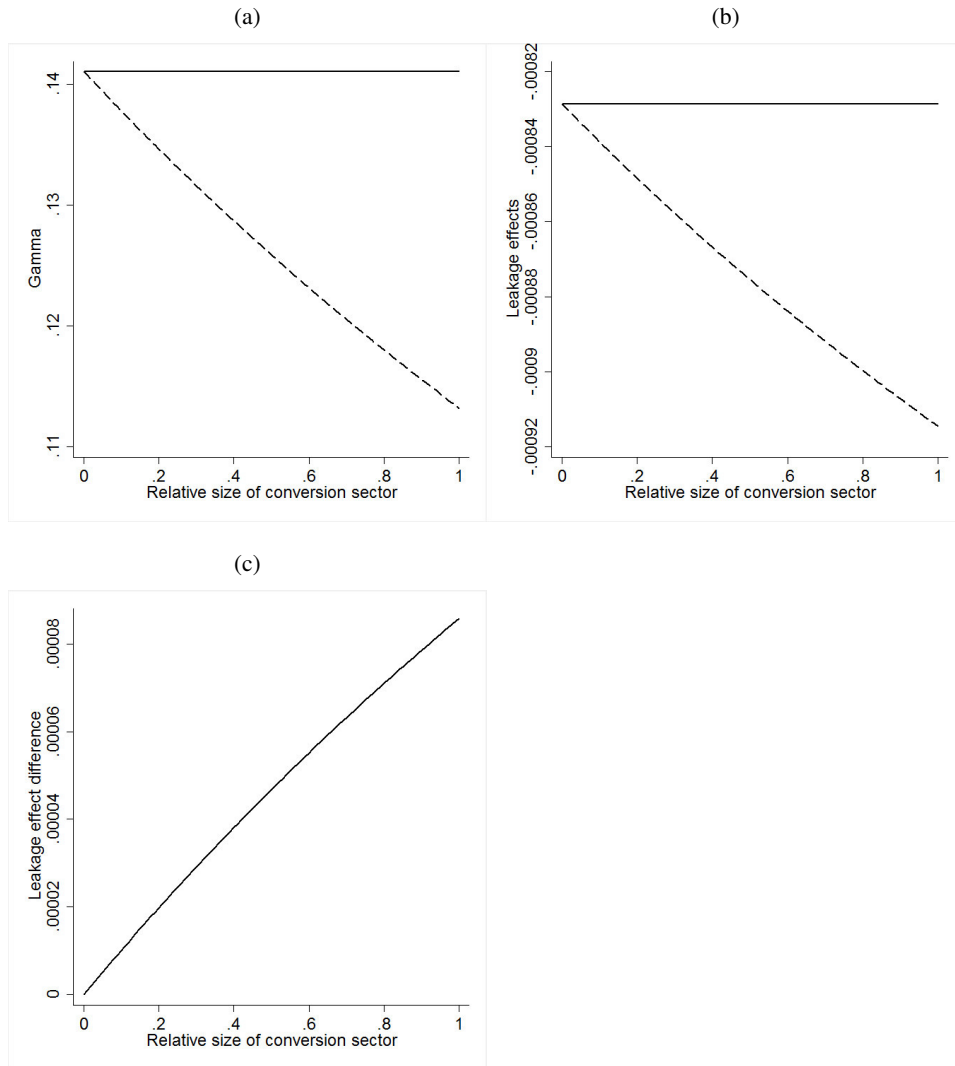 (a)
(b)
.14
.13
.12
.11
Gamma
0 .2 .4 .6 .8 1
Relative size of conversion sector
-.00082
-.00084
-.00086
-.00088
-.0009
-.00092
Leakage effects
0 .2 .4 .6 .8 1
Relative size of conversion sector
(c)
.00008
.00006
.00004
.00002
0
Leakage effect difference
0 .2 .4 .6 .8 1
Relative size of conversion sector